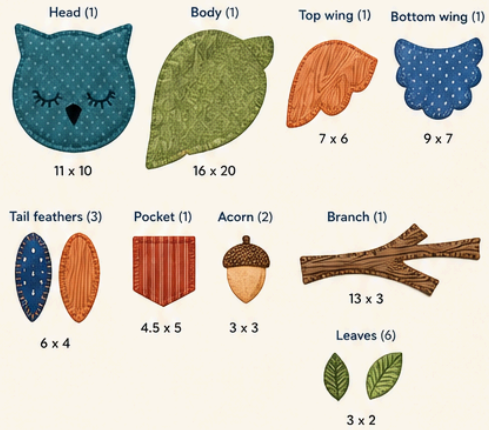 Head (1)
Body (1)
Top wing (1)
Bottom wing (1)
11 x 10
16 x 20
7 x 6
9 x 7
Tail feathers (3)
Pocket (1)
Acorn (2)
Branch (1)
6 x 4
4.5 x 5
3 x 3
13 x 3
Leaves (6)
3 x 2